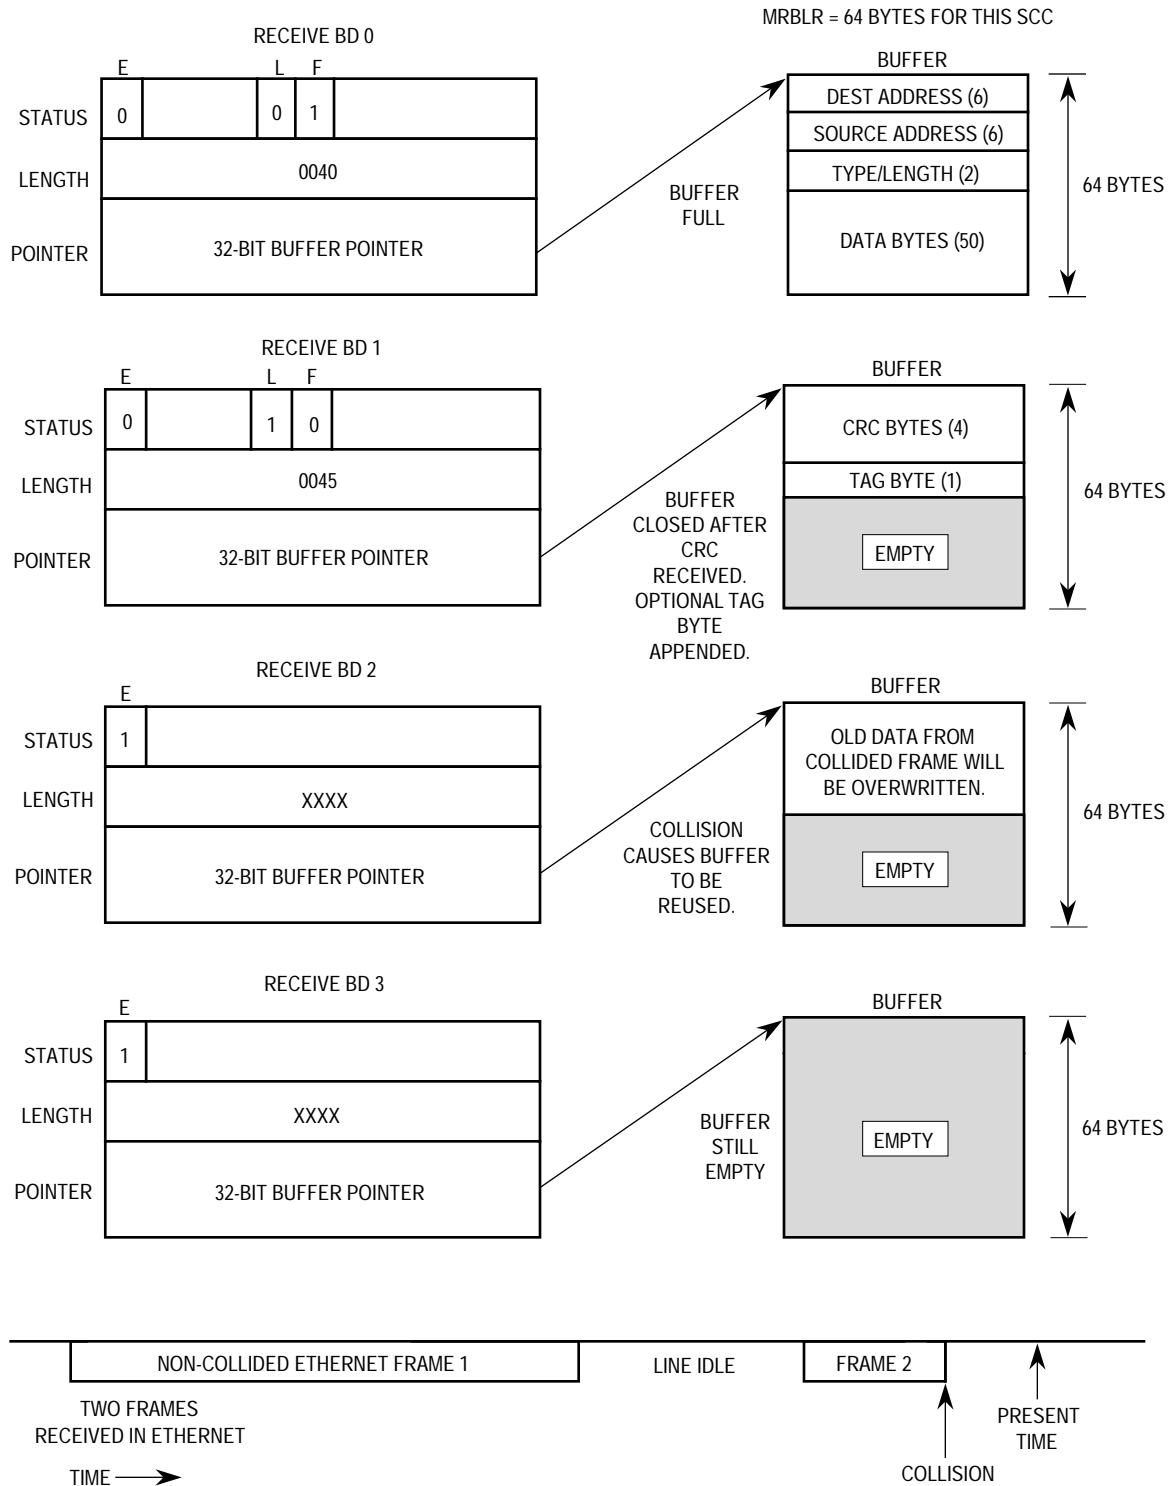 MRBLR = 64 BYTES FOR THIS SCC
RECEIVE BD 0
E
L
F
STATUS
0
0
1
LENGTH
0040
POINTER
32-BIT BUFFER POINTER
BUFFER
FULL
BUFFER
DEST ADDRESS (6)
SOURCE ADDRESS (6)
TYPE/LENGTH (2)
DATA BYTES (50)
64 BYTES
RECEIVE BD 1
E
L
F
STATUS
0
1
0
LENGTH
0045
POINTER
32-BIT BUFFER POINTER
BUFFER
CLOSED AFTER
CRC
RECEIVED.
OPTIONAL TAG
BYTE
APPENDED.
BUFFER
CRC BYTES (4)
TAG BYTE (1)
EMPTY
64 BYTES
RECEIVE BD 2
E
STATUS
1
LENGTH
XXXX
POINTER
32-BIT BUFFER POINTER
COLLISION
CAUSES BUFFER
TO BE
REUSED.
BUFFER
OLD DATA FROM
COLLIDED FRAME WILL
BE OVERWRITTEN.
EMPTY
64 BYTES
RECEIVE BD 3
E
STATUS
1
LENGTH
XXXX
POINTER
32-BIT BUFFER POINTER
BUFFER
STILL
EMPTY
BUFFER
EMPTY
64 BYTES
NON-COLLIDED ETHERNET FRAME 1
LINE IDLE
FRAME 2
TWO FRAMES
RECEIVED IN ETHERNET
TIME
COLLISION
PRESENT
TIME